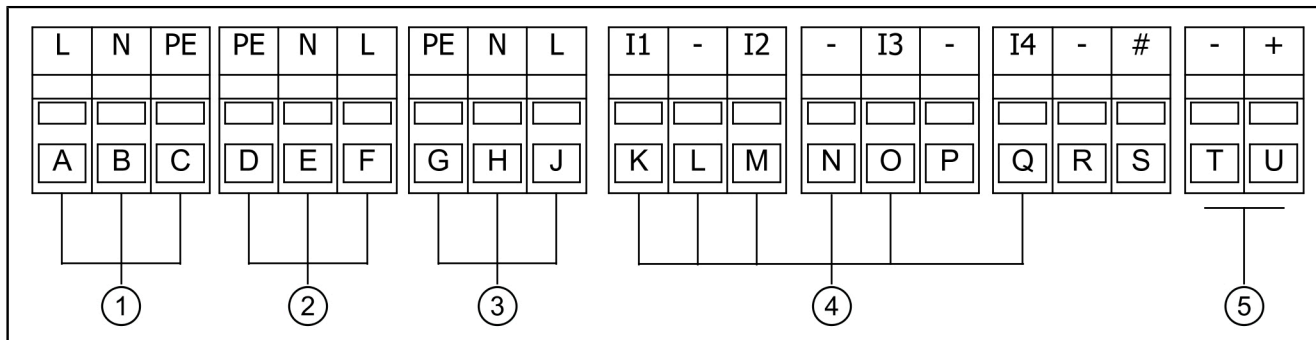 L N PE PE N L PE N L I1 - I2 - I3 - I4 - # - +
A B C D E F G H J K L M N O P Q R S T U
1 2 3 4 5